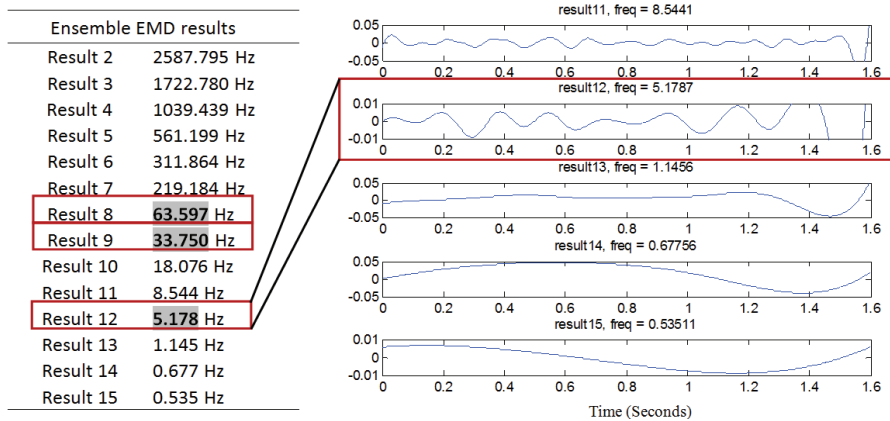 Ensemble EMD results
Result 2 2587.795 Hz
Result 3 1722.780 Hz
Result 4 1039.439 Hz
Result 5 561.199 Hz
Result 6 311.864 Hz
Result 7 219.184 Hz
Result 8 63.597 Hz
Result 9 33.750 Hz
Result 10 18.076 Hz
Result 11 8.544 Hz
Result 12 5.178 Hz
Result 13 1.145 Hz
Result 14 0.677 Hz
Result 15 0.535 Hz
result11, freq = 8.5441
0.05
0
-0.05
0 0.2 0.4 0.6 0.8 1 1.2 1.4 1.6
result12, freq = 5.1787
0.01
0
-0.01
0 0.2 0.4 0.6 0.8 1 1.2 1.4 1.6
result13, freq = 1.1456
0.05
0
-0.05
0 0.2 0.4 0.6 0.8 1 1.2 1.4 1.6
result14, freq = 0.67756
0.05
0
-0.05
0 0.2 0.4 0.6 0.8 1 1.2 1.4 1.6
result15, freq = 0.53511
0.01
0
-0.01
0 0.2 0.4 0.6 0.8 1 1.2 1.4 1.6
Time (Seconds)